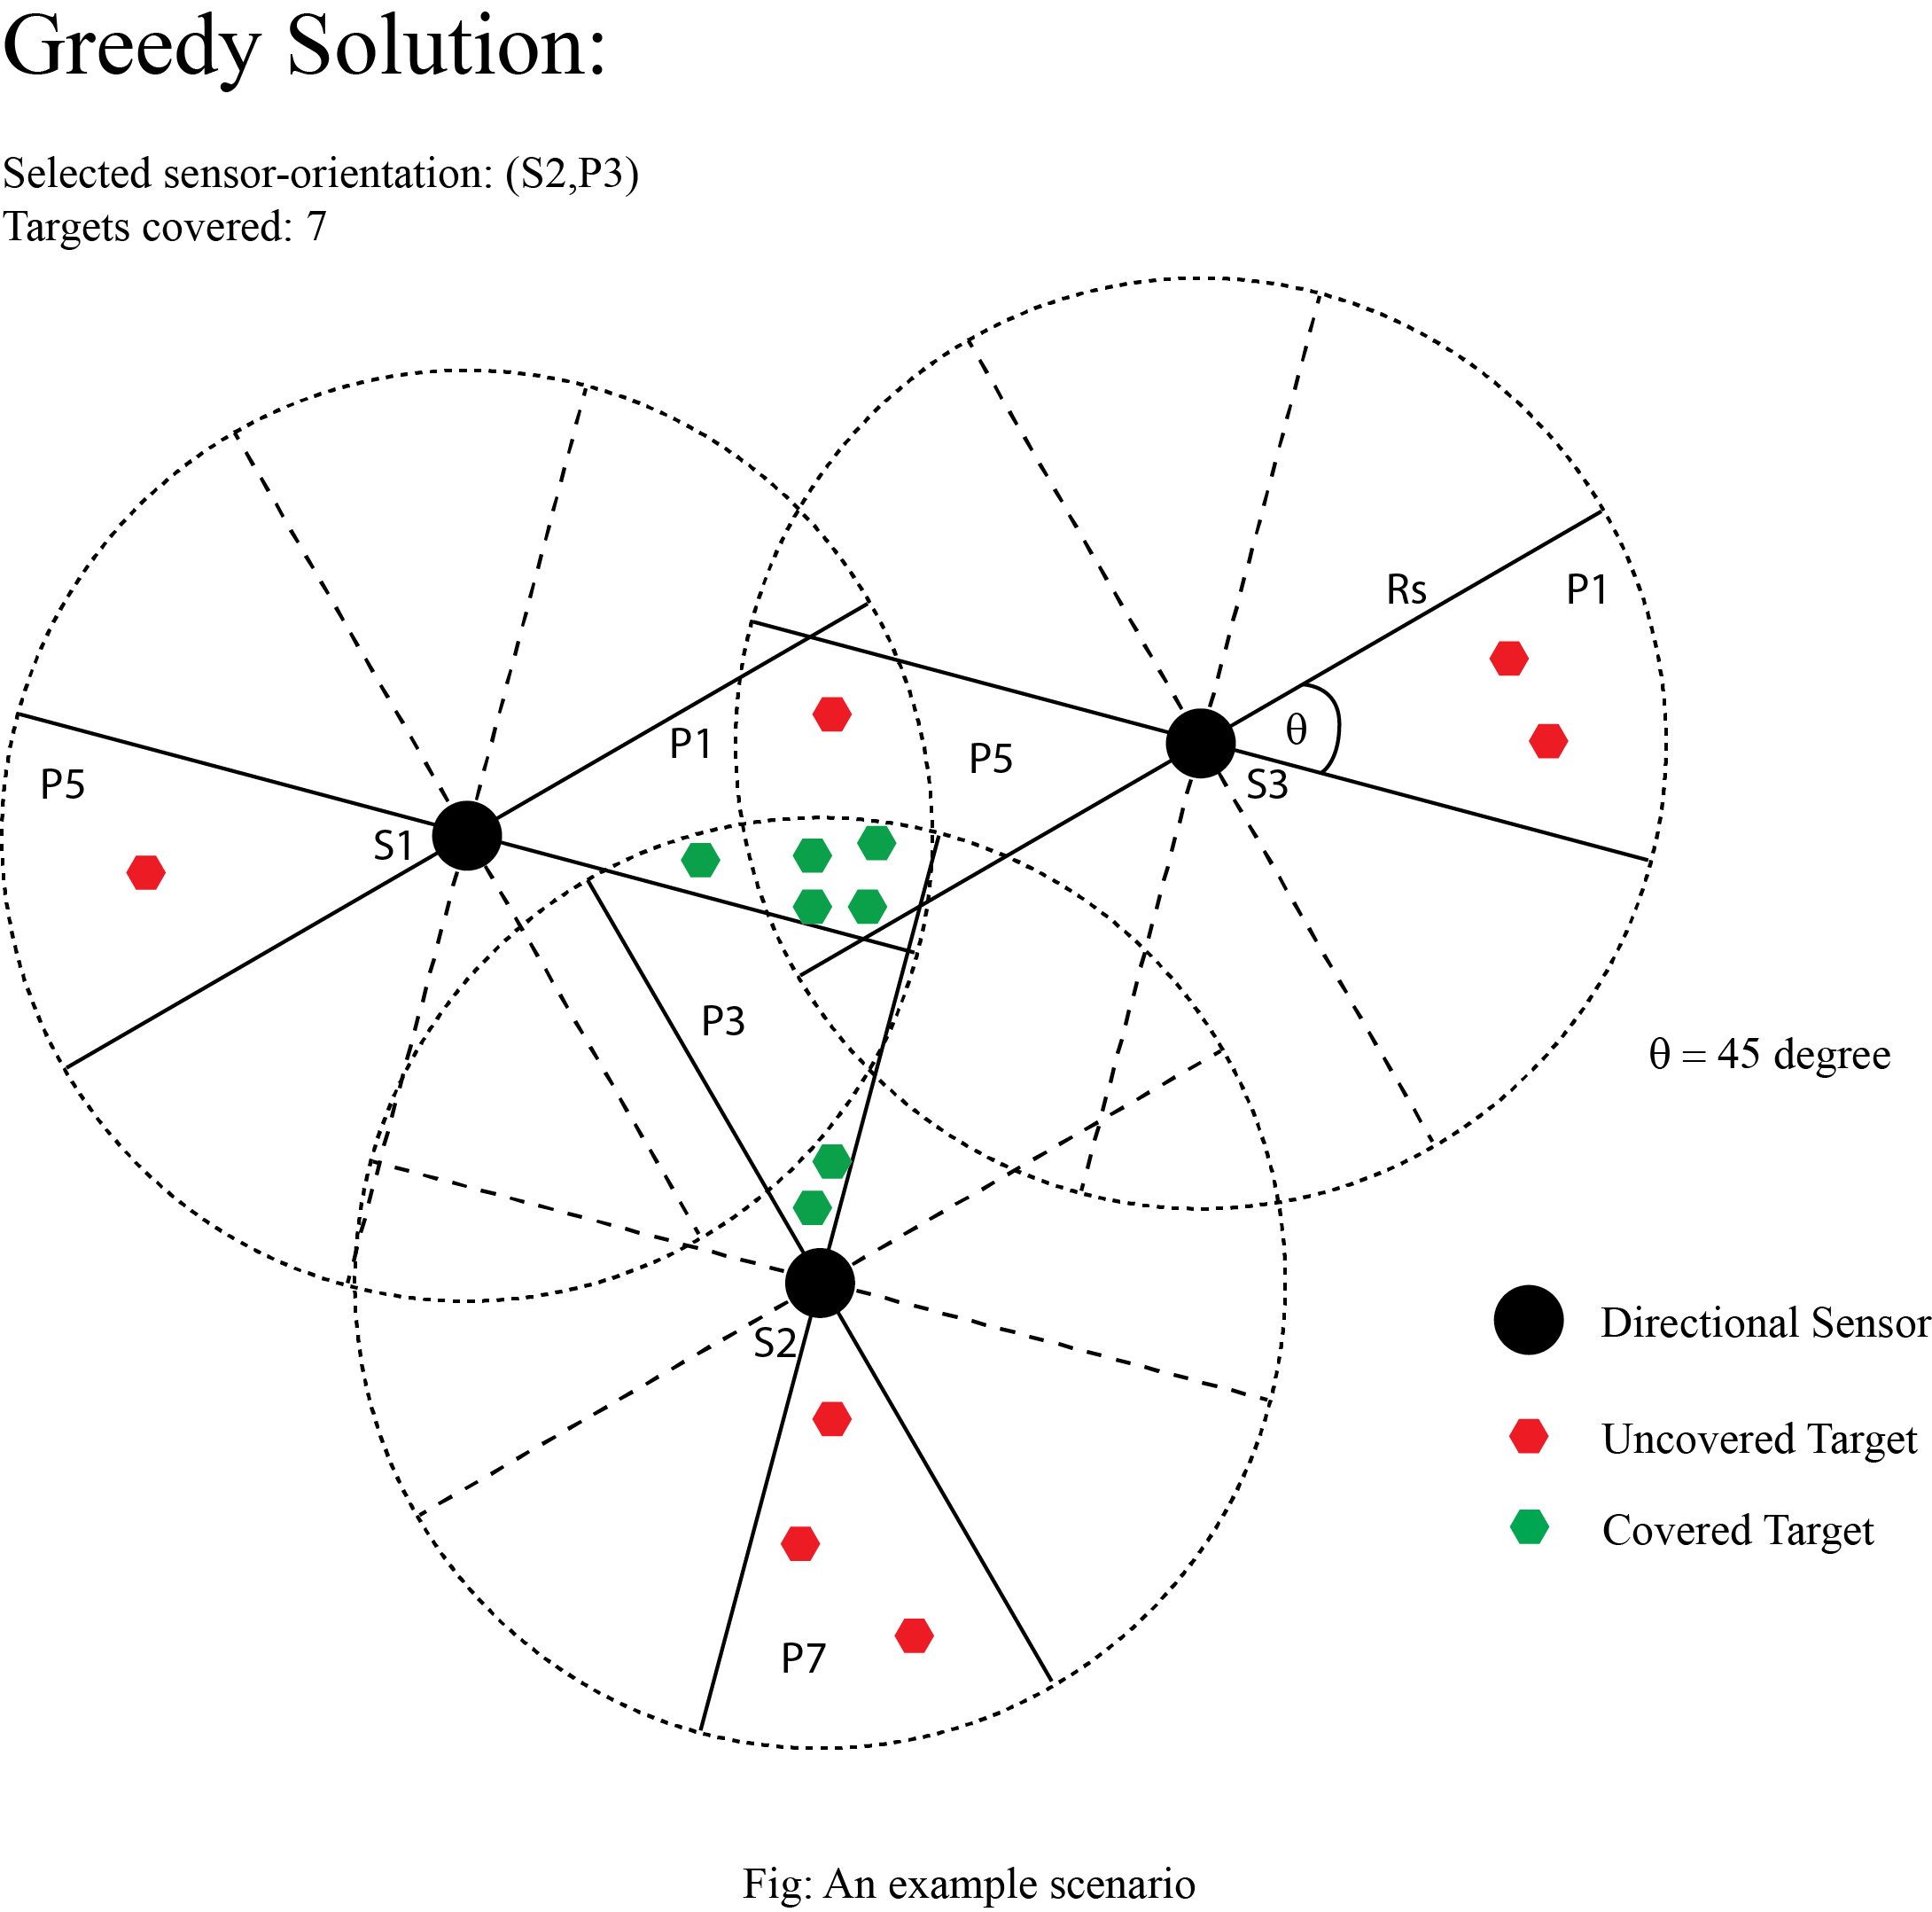 Greedy Solution:
Selected sensor-orientation: (S2,P3)
Targets covered: 7
Rs
P1
P1
P5
θ
S3
P5
S1
P3
θ = 45 degree
S2
Directional Sensor
Uncovered Target
Covered Target
P7
Fig: An example scenario